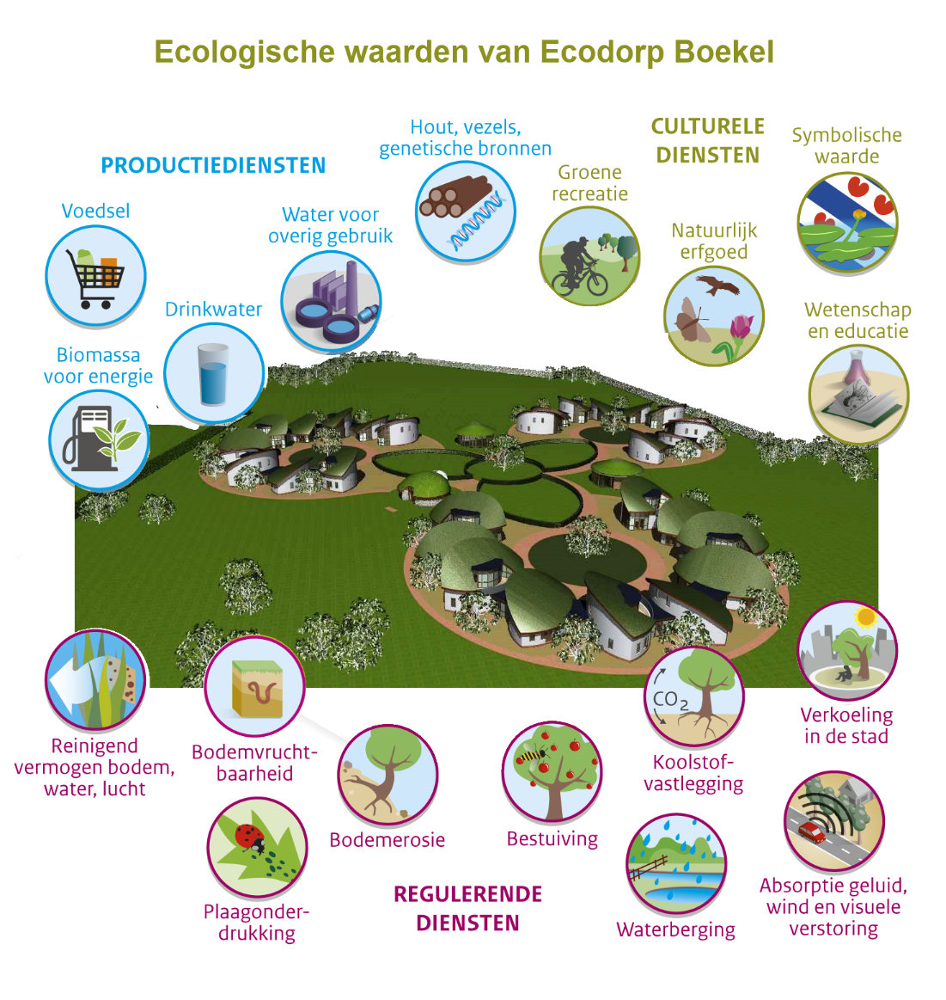 Ecologische waarden van Ecodorp Boekel
PRODUCTIEDIENSTEN
Voedsel
Biomassa
voor energie
Drinkwater
Water voor
overig gebruik
Hout, vezels,
genetische bronnen
CULTURELE
DIENSTEN
Groene
recreatie
Natuurlijk
erfgoed
Symbolische
waarde
Wetenschap
en educatie
Reinigend
vermogen bodem,
water, lucht
Bodemvrucht-
baarheid
Plaagonder-
drukking
Bodemerosie
REGULERENDE
DIENSTEN
Bestuiving
CO2
Koolstof-
vastlegging
Waterberging
Verkoeling
in de stad
Absorptie geluid,
wind en visuele
verstoring